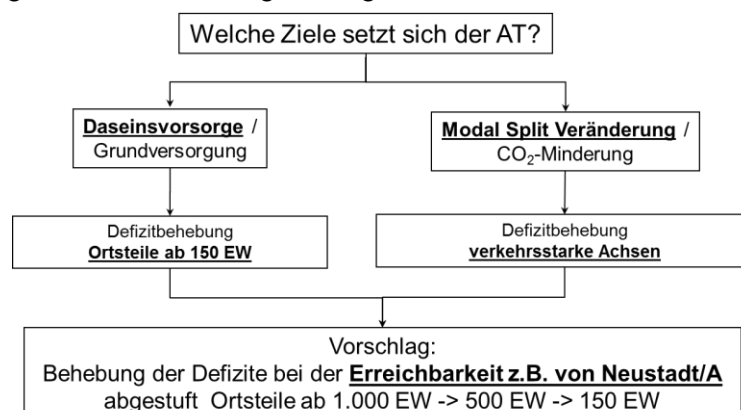 Welche Ziele setzt sich der AT?
Daseinsvorsorge /
Grundversorgung
Modal Split Veränderung /
CO₂-Minderung
Defizitbehebung
Ortsteile ab 150 EW
Defizitbehebung
verkehrsstarke Achsen
Vorschlag:
Behebung der Defizite bei der Erreichbarkeit z.B. von Neustadt/A
abgestuft Ortsteile ab 1.000 EW -> 500 EW -> 150 EW